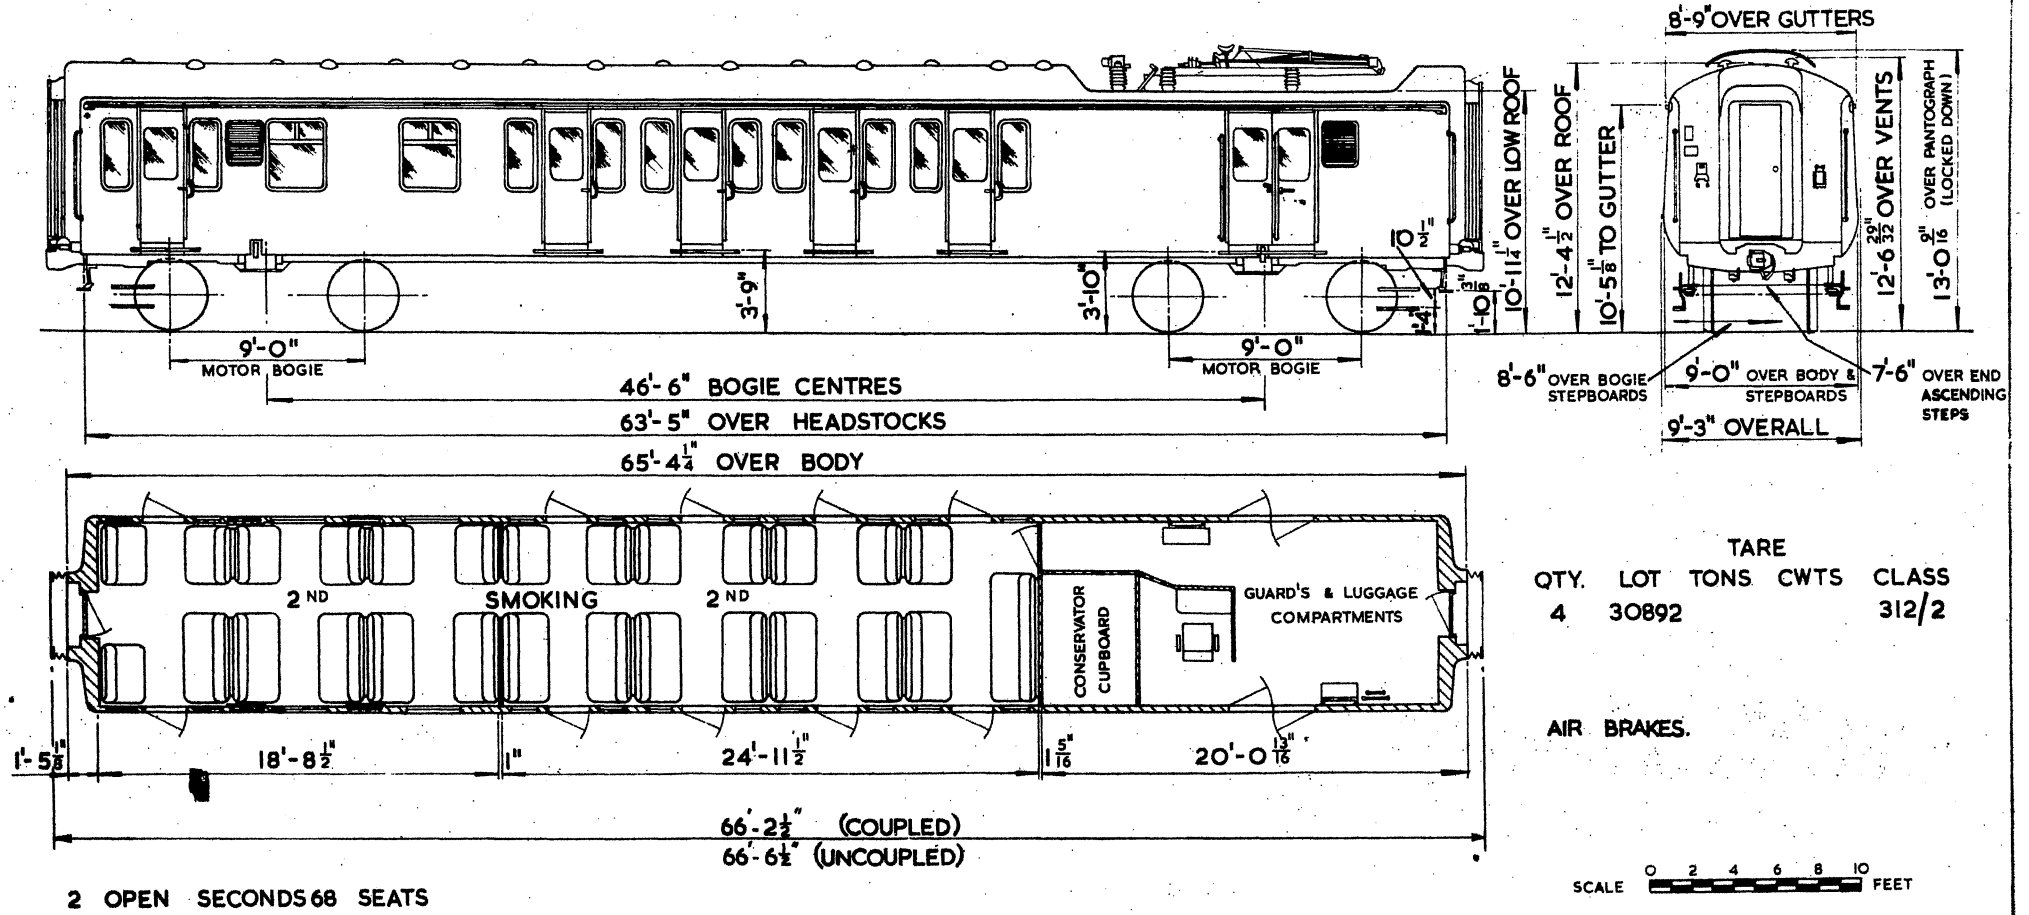 8'-9" OVER GUTTERS
10'-11 1/4" OVER LOW ROOF
12'-4 1/2" OVER ROOF
10'-5 1/8" TO GUTTER
12'-6 29/32" OVER VENTS
13'-0 9/16" OVER PANTOGRAPH
(LOCKED DOWN)
3'-9"
3'-10"
10 1/2"
1'-4"
1'-10 3/8"
9'-0"
MOTOR BOGIE
9'-0"
MOTOR BOGIE
8'-6" OVER BOGIE
STEPBOARDS
9'-0" OVER BODY &
STEPBOARDS
7'-6" OVER END
ASCENDING
STEPS
46'-6" BOGIE CENTRES
63'-5" OVER HEADSTOCKS
9'-3" OVERALL
65'-4 1/4" OVER BODY
2ND
SMOKING
2ND
CONSERVATOR
CUPBOARD
GUARD'S & LUGGAGE
COMPARTMENTS
TARE
QTY. LOT TONS CWTS CLASS
4 30892 312/2
AIR BRAKES.
1'-5 1/8"
18'-8 1/2"
1"
24'-11 1/2"
1 5/16"
20'-0 13/16"
66'-2 1/2" (COUPLED)
66'-6 1/2" (UNCOUPLED)
2 OPEN SECONDS 68 SEATS
SCALE 0 2 4 6 8 10 FEET